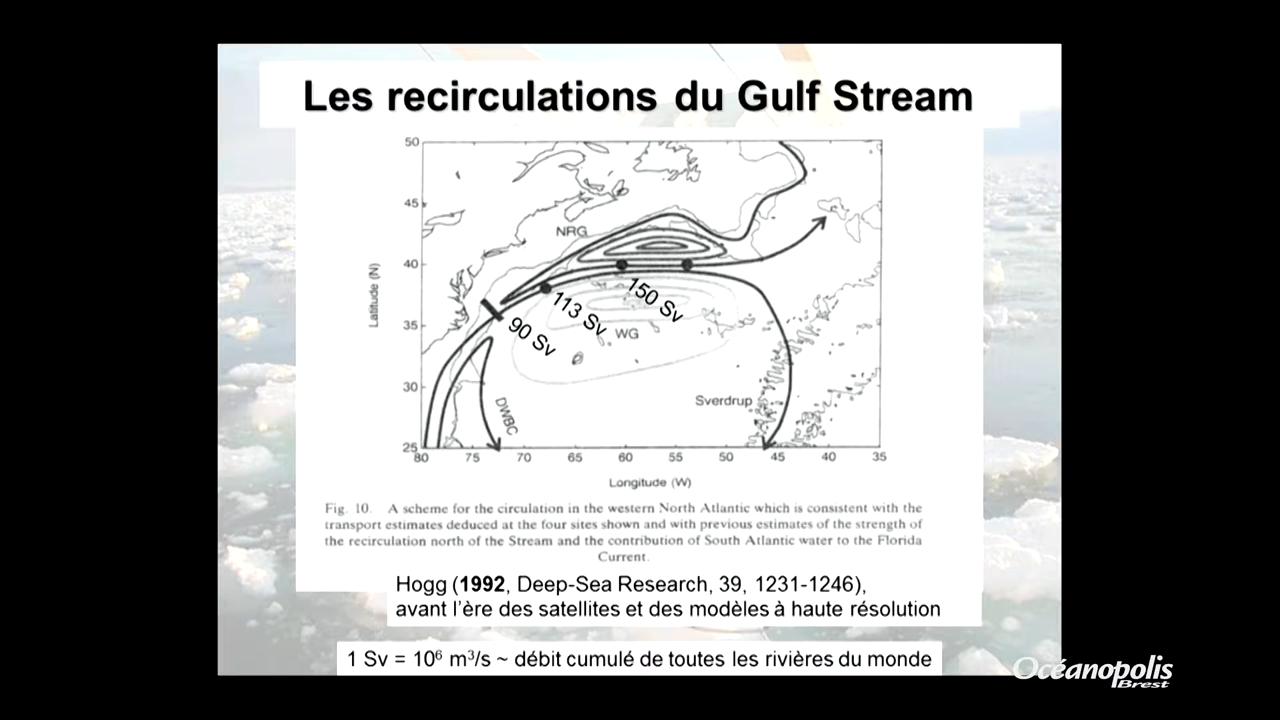 Les recirculations du Gulf Stream
50
45
40
35
30
25
Latitude (N)
NRG
150 Sv
113 Sv
90 Sv
WG
DWBC
Sverdrup
80 75 70 65 60 55 50 45 40 35
Longitude (W)
Fig. 10. A scheme for the circulation in the western North Atlantic which is consistent with the
transport estimates deduced at the four sites shown and with previous estimates of the strength of
the recirculation north of the Stream and the contribution of South Atlantic water to the Florida
Current.
Hogg (1992, Deep-Sea Research, 39, 1231-1246),
avant l'ère des satellites et des modèles à haute résolution
1 Sv = 10⁶ m³/s ~ débit cumulé de toutes les rivières du monde
Océanopolis
Brest